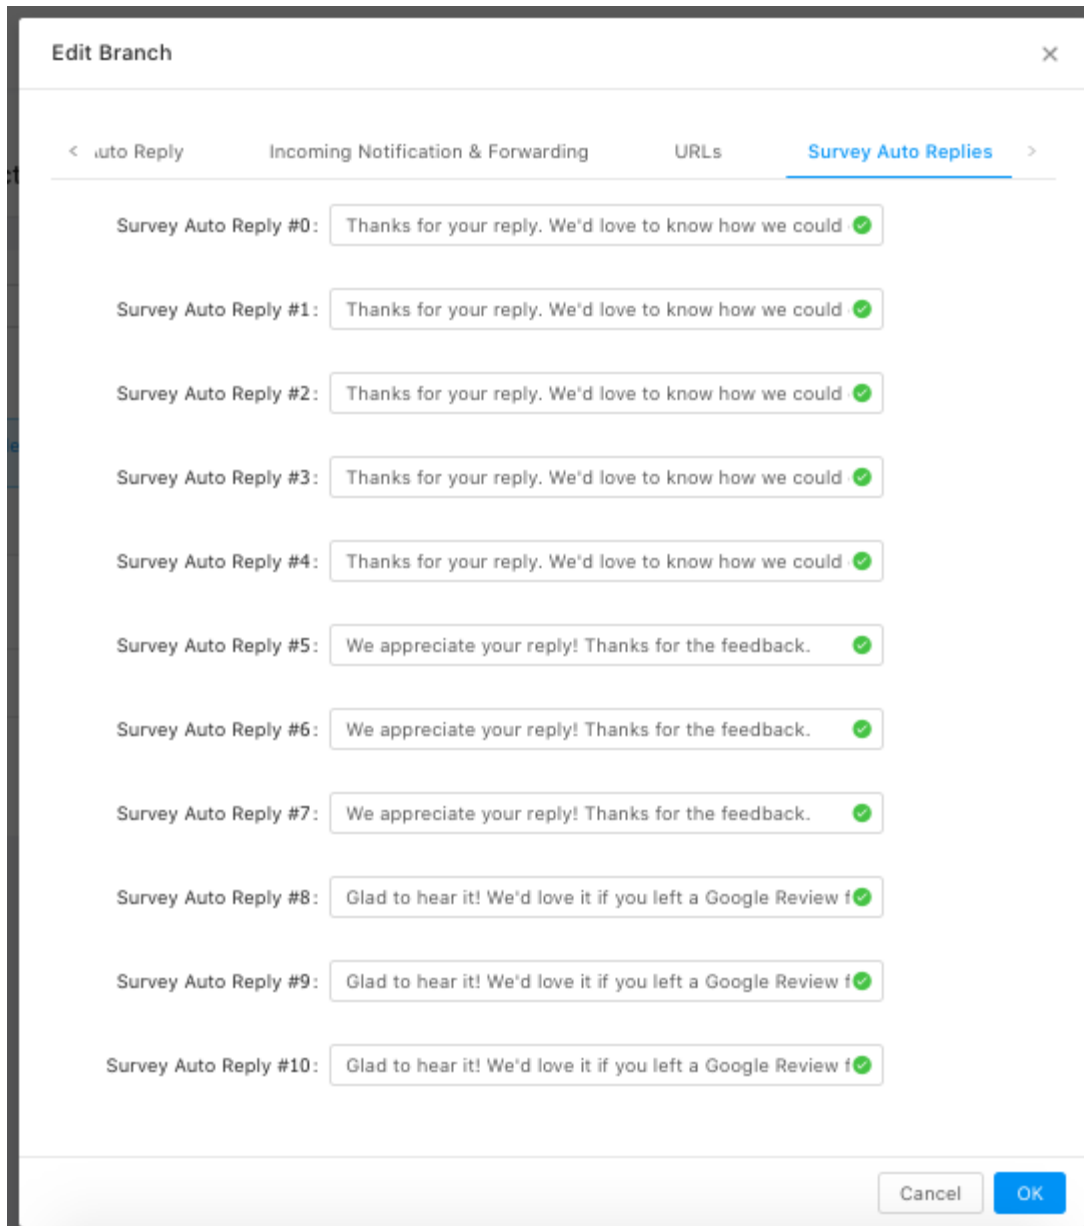 Edit Branch
uto Reply Incoming Notification & Forwarding URLs Survey Auto Replies
Survey Auto Reply #0: Thanks for your reply. We'd love to know how we could
Survey Auto Reply #1: Thanks for your reply. We'd love to know how we could
Survey Auto Reply #2: Thanks for your reply. We'd love to know how we could
Survey Auto Reply #3: Thanks for your reply. We'd love to know how we could
Survey Auto Reply #4: Thanks for your reply. We'd love to know how we could
Survey Auto Reply #5: We appreciate your reply! Thanks for the feedback.
Survey Auto Reply #6: We appreciate your reply! Thanks for the feedback.
Survey Auto Reply #7: We appreciate your reply! Thanks for the feedback.
Survey Auto Reply #8: Glad to hear it! We'd love it if you left a Google Review f
Survey Auto Reply #9: Glad to hear it! We'd love it if you left a Google Review f
Survey Auto Reply #10: Glad to hear it! We'd love it if you left a Google Review f
Cancel OK